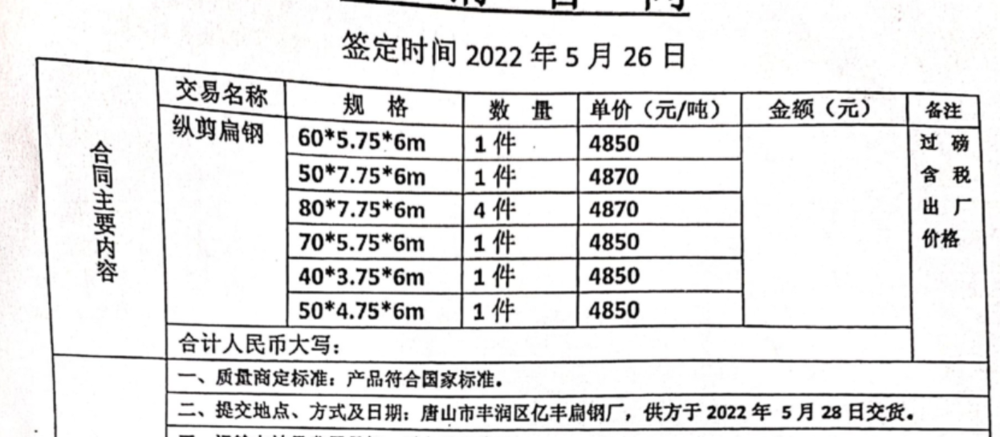 签定时间 2022 年 5 月 26 日
合同主要内容
交易名称 规 格 数 量 单价（元/吨） 金额（元） 备注
纵剪扁钢 60*5.75*6m 1 件 4850 过 磅
50*7.75*6m 1 件 4870 含 税
80*7.75*6m 4 件 4870 出 厂
70*5.75*6m 1 件 4850 价格
40*3.75*6m 1 件 4850
50*4.75*6m 1 件 4850
合计人民币大写：
一、质量商定标准：产品符合国家标准。
二、提交地点、方式及日期：唐山市丰润区亿丰扁钢厂，供方于 2022 年 5 月 28 日交货。